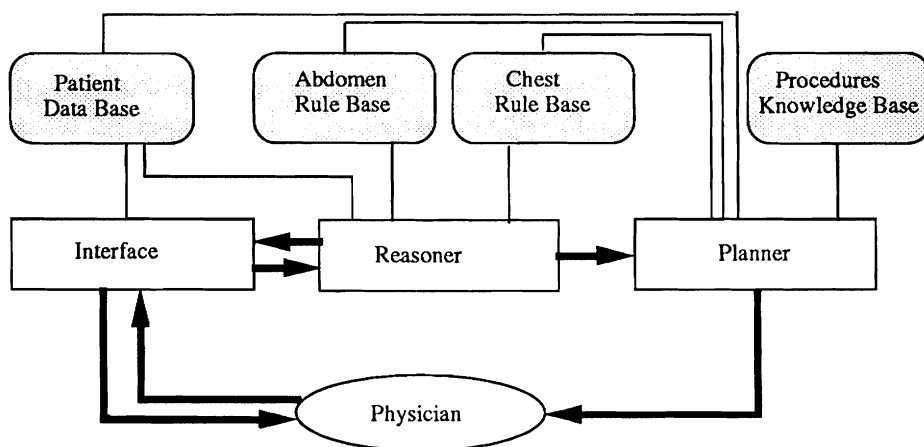 Patient
Data Base
Abdomen
Rule Base
Chest
Rule Base
Procedures
Knowledge Base
Interface
Reasoner
Planner
Physician